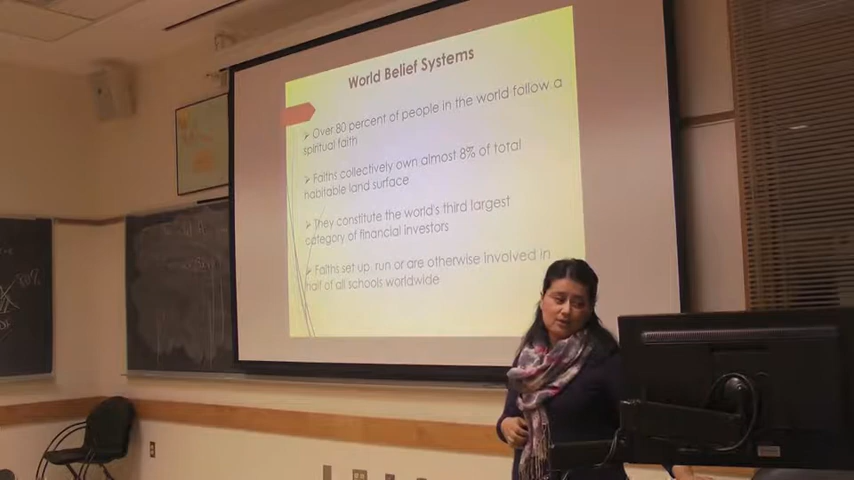 World Belief Systems
Over 80 percent of people in the world follow a
spiritual faith
Faiths collectively own almost 8% of total
habitable land surface
They constitute the world's third largest
category of financial investors
Faiths set up, run or are otherwise involved in
half of all schools worldwide